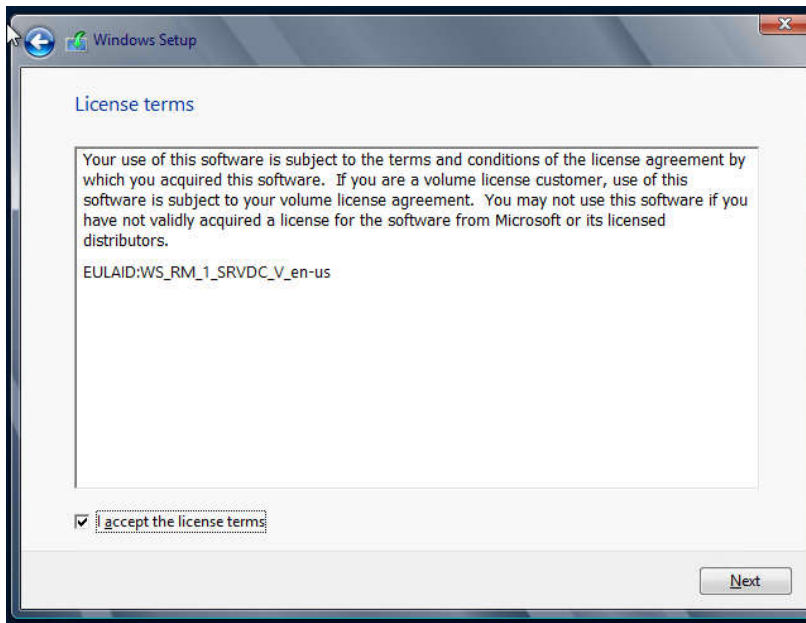 Windows Setup
License terms
Your use of this software is subject to the terms and conditions of the license agreement by
which you acquired this software.  If you are a volume license customer, use of this
software is subject to your volume license agreement.  You may not use this software if you
have not validly acquired a license for the software from Microsoft or its licensed
distributors.
EULAID:WS_RM_1_SRVDC_V_en-us
I accept the license terms
Next